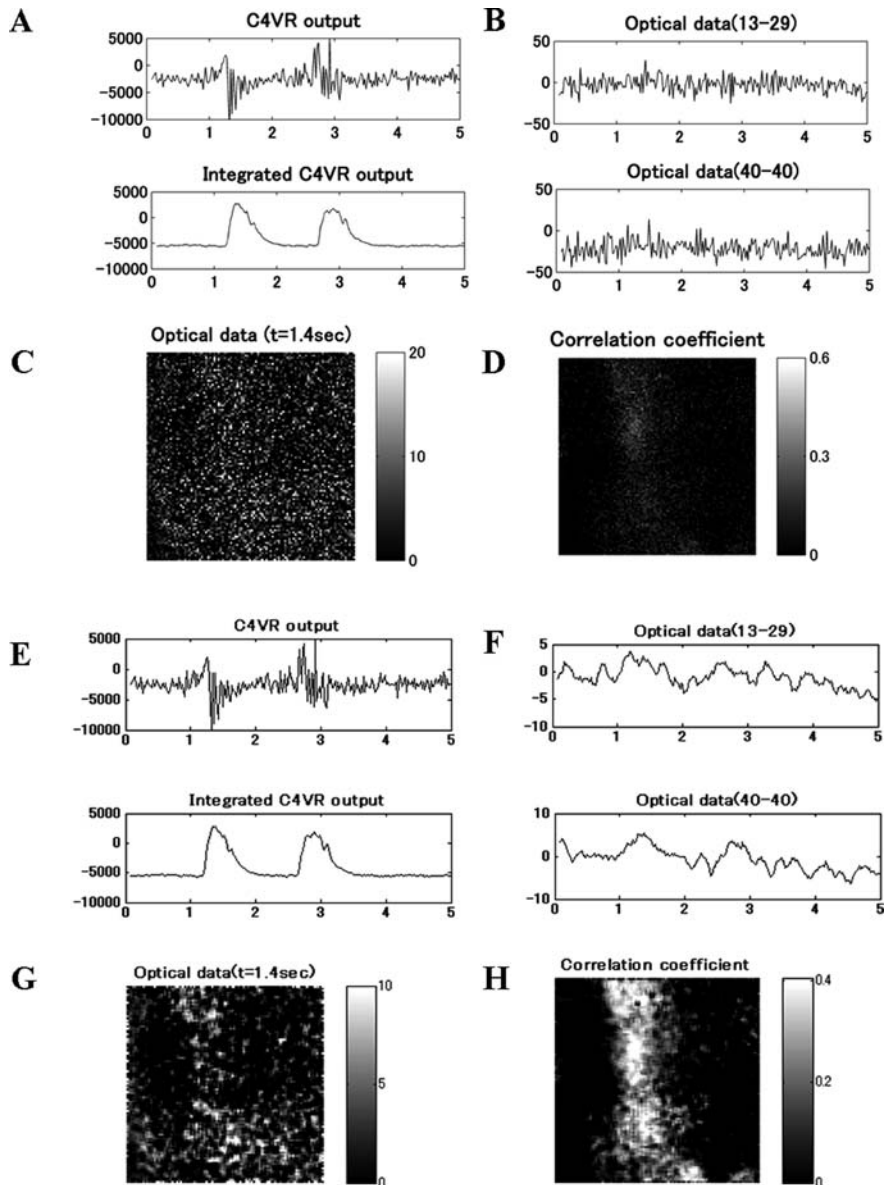 A
C4VR output
5000
0
-5000
-10000
0 1 2 3 4 5
Integrated C4VR output
5000
0
-5000
-10000
0 1 2 3 4 5
B
Optical data(13-29)
50
0
-50
0 1 2 3 4 5
Optical data(40-40)
50
0
-50
0 1 2 3 4 5
C
Optical data (t=1.4sec)
20
10
0
D
Correlation coefficient
0.6
0.3
0
E
C4VR output
5000
0
-5000
-10000
0 1 2 3 4 5
Integrated C4VR output
5000
0
-5000
-10000
0 1 2 3 4 5
F
Optical data(13-29)
5
0
-5
-10
0 1 2 3 4 5
Optical data(40-40)
10
0
-10
0 1 2 3 4 5
G
Optical data(t=1.4sec)
10
5
0
H
Correlation coefficient
0.4
0.2
0